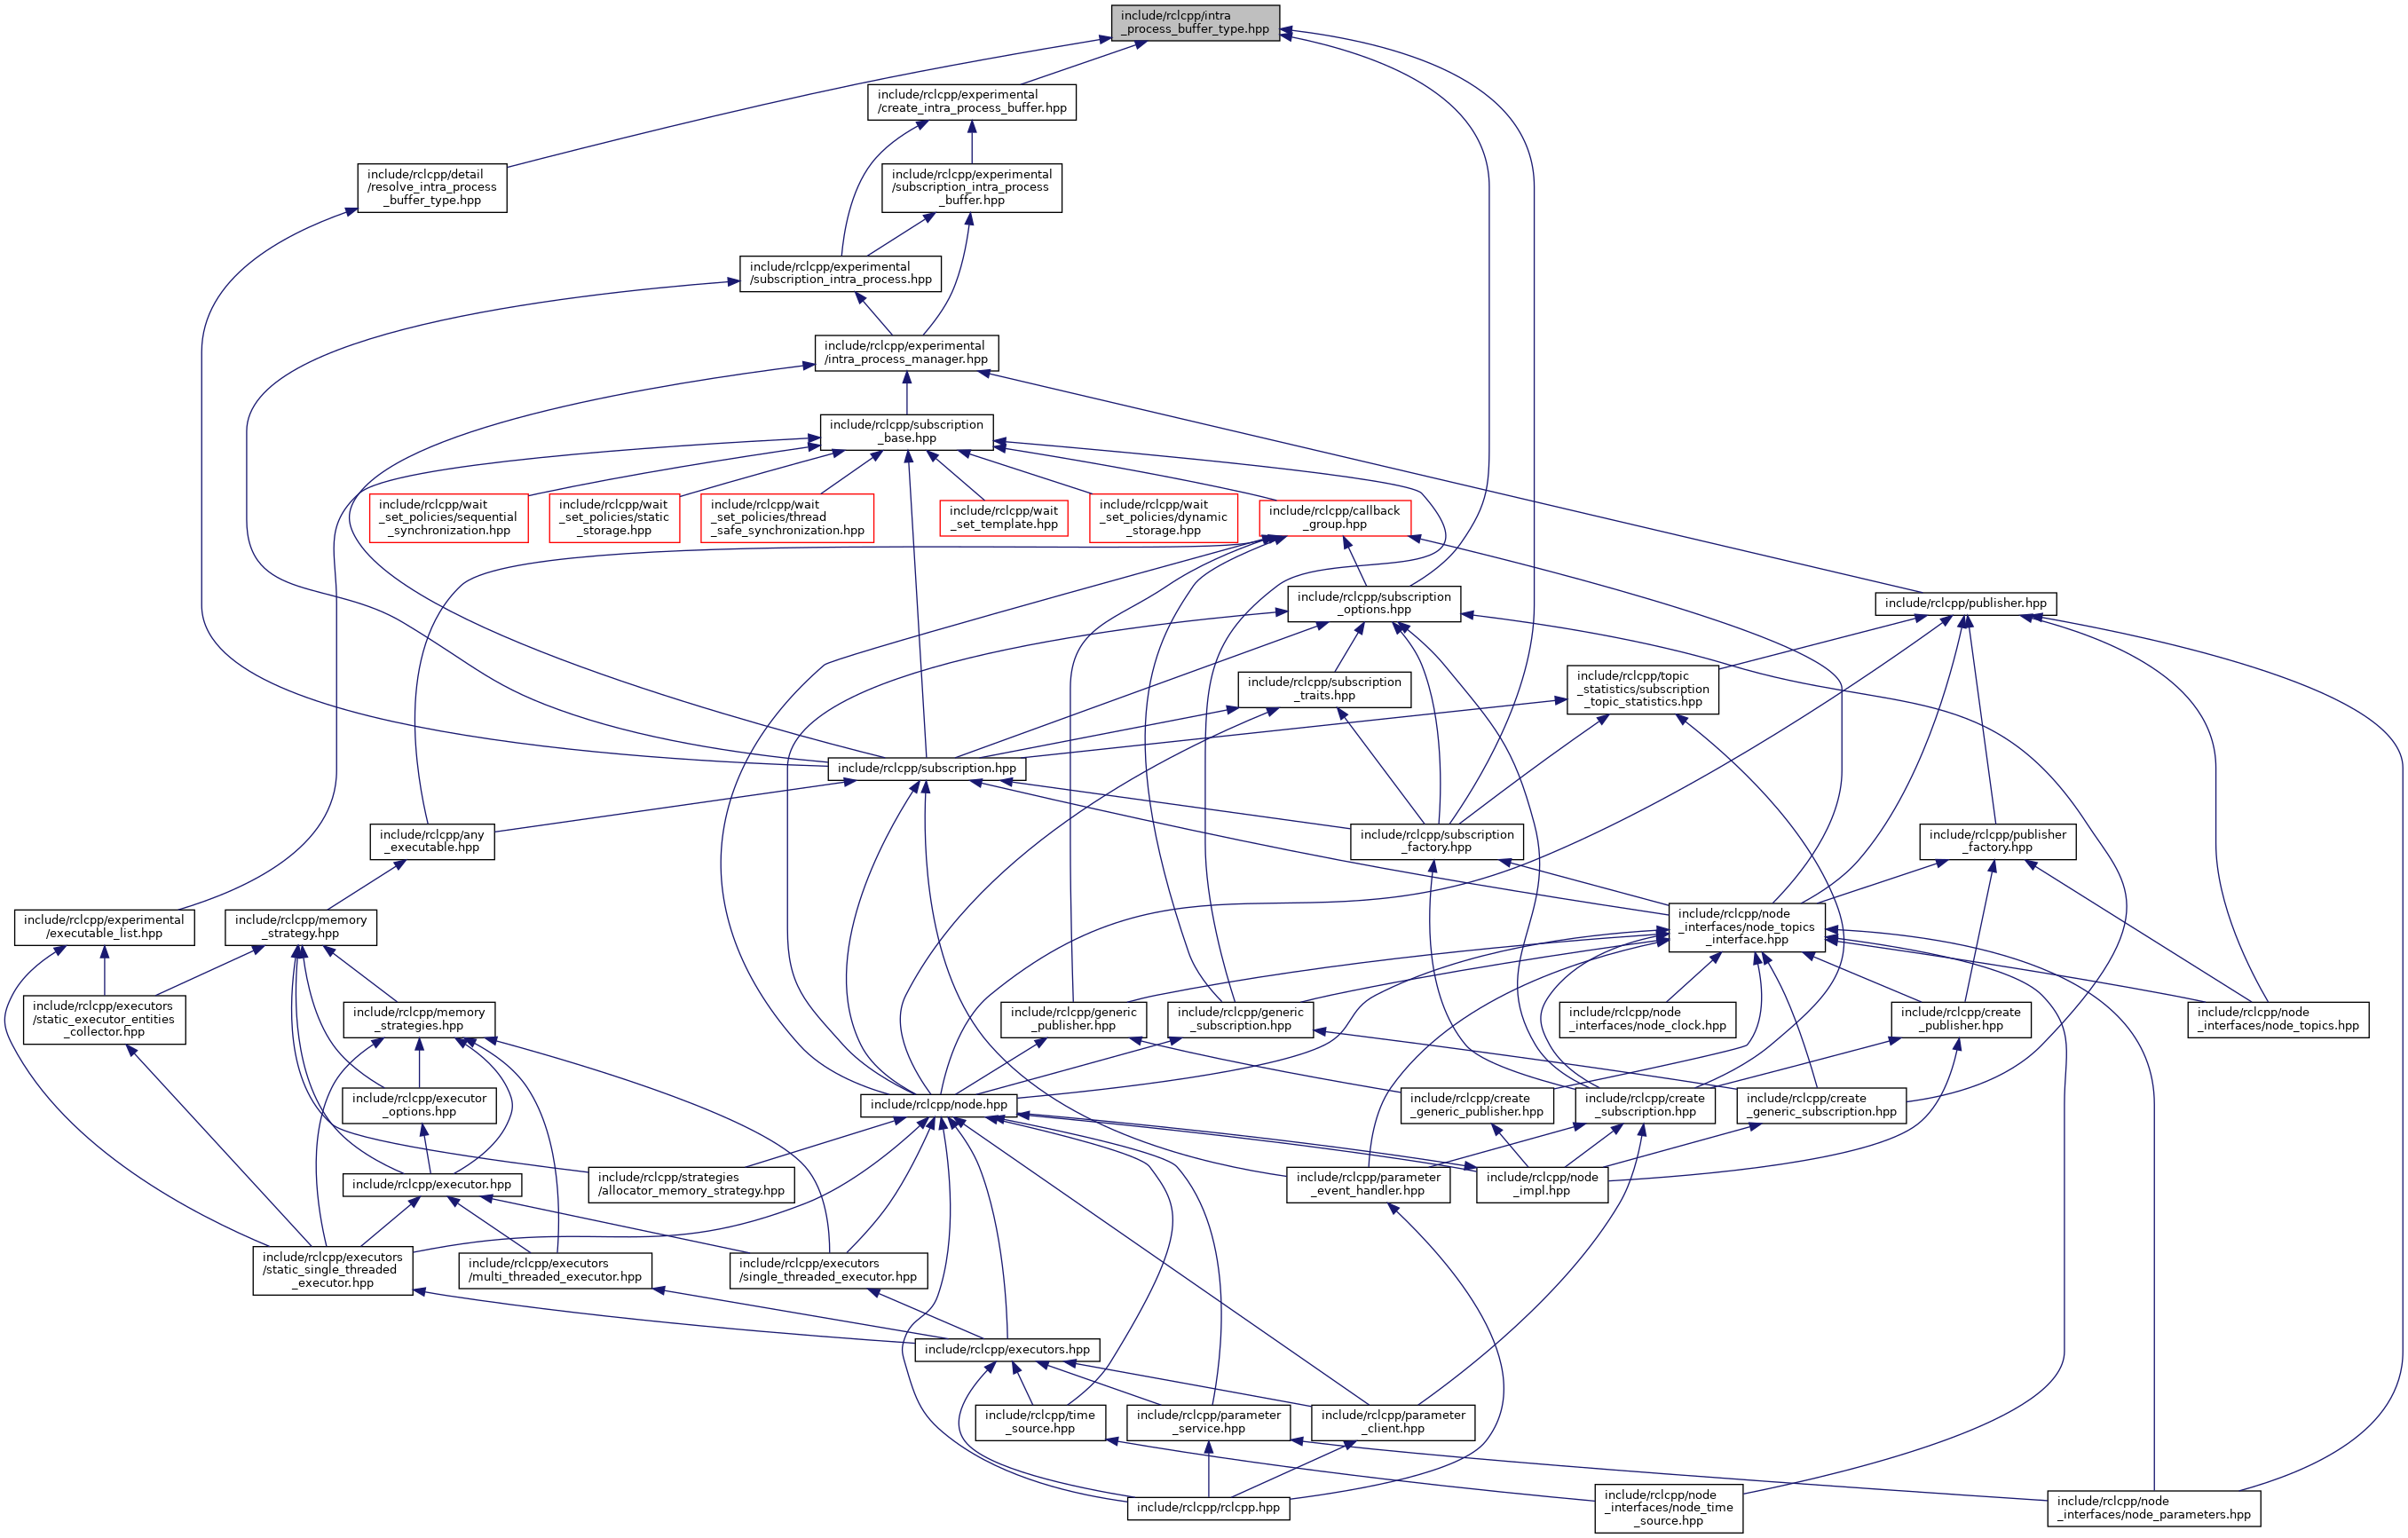 include/rclcpp/intra
_process_buffer_type.hpp
include/rclcpp/experimental
/create_intra_process_buffer.hpp
include/rclcpp/detail
/resolve_intra_process
_buffer_type.hpp
include/rclcpp/experimental
/subscription_intra_process
_buffer.hpp
include/rclcpp/experimental
/subscription_intra_process.hpp
include/rclcpp/experimental
/intra_process_manager.hpp
include/rclcpp/subscription
_base.hpp
include/rclcpp/wait
_set_policies/sequential
_synchronization.hpp
include/rclcpp/wait
_set_policies/static
_storage.hpp
include/rclcpp/wait
_set_policies/thread
_safe_synchronization.hpp
include/rclcpp/wait
_set_template.hpp
include/rclcpp/wait
_set_policies/dynamic
_storage.hpp
include/rclcpp/callback
_group.hpp
include/rclcpp/subscription
_options.hpp
include/rclcpp/publisher.hpp
include/rclcpp/subscription
_traits.hpp
include/rclcpp/topic
_statistics/subscription
_topic_statistics.hpp
include/rclcpp/subscription.hpp
include/rclcpp/any
_executable.hpp
include/rclcpp/subscription
_factory.hpp
include/rclcpp/publisher
_factory.hpp
include/rclcpp/experimental
/executable_list.hpp
include/rclcpp/memory
_strategy.hpp
include/rclcpp/node
_interfaces/node_topics
_interface.hpp
include/rclcpp/executors
/static_executor_entities
_collector.hpp
include/rclcpp/memory
_strategies.hpp
include/rclcpp/generic
_publisher.hpp
include/rclcpp/generic
_subscription.hpp
include/rclcpp/node
_interfaces/node_clock.hpp
include/rclcpp/create
_publisher.hpp
include/rclcpp/node
_interfaces/node_topics.hpp
include/rclcpp/executor
_options.hpp
include/rclcpp/node.hpp
include/rclcpp/create
_generic_publisher.hpp
include/rclcpp/create
_subscription.hpp
include/rclcpp/create
_generic_subscription.hpp
include/rclcpp/executor.hpp
include/rclcpp/strategies
/allocator_memory_strategy.hpp
include/rclcpp/parameter
_event_handler.hpp
include/rclcpp/node
_impl.hpp
include/rclcpp/executors
/static_single_threaded
_executor.hpp
include/rclcpp/executors
/multi_threaded_executor.hpp
include/rclcpp/executors
/single_threaded_executor.hpp
include/rclcpp/executors.hpp
include/rclcpp/time
_source.hpp
include/rclcpp/parameter
_service.hpp
include/rclcpp/parameter
_client.hpp
include/rclcpp/rclcpp.hpp
include/rclcpp/node
_interfaces/node_time
_source.hpp
include/rclcpp/node
_interfaces/node_parameters.hpp